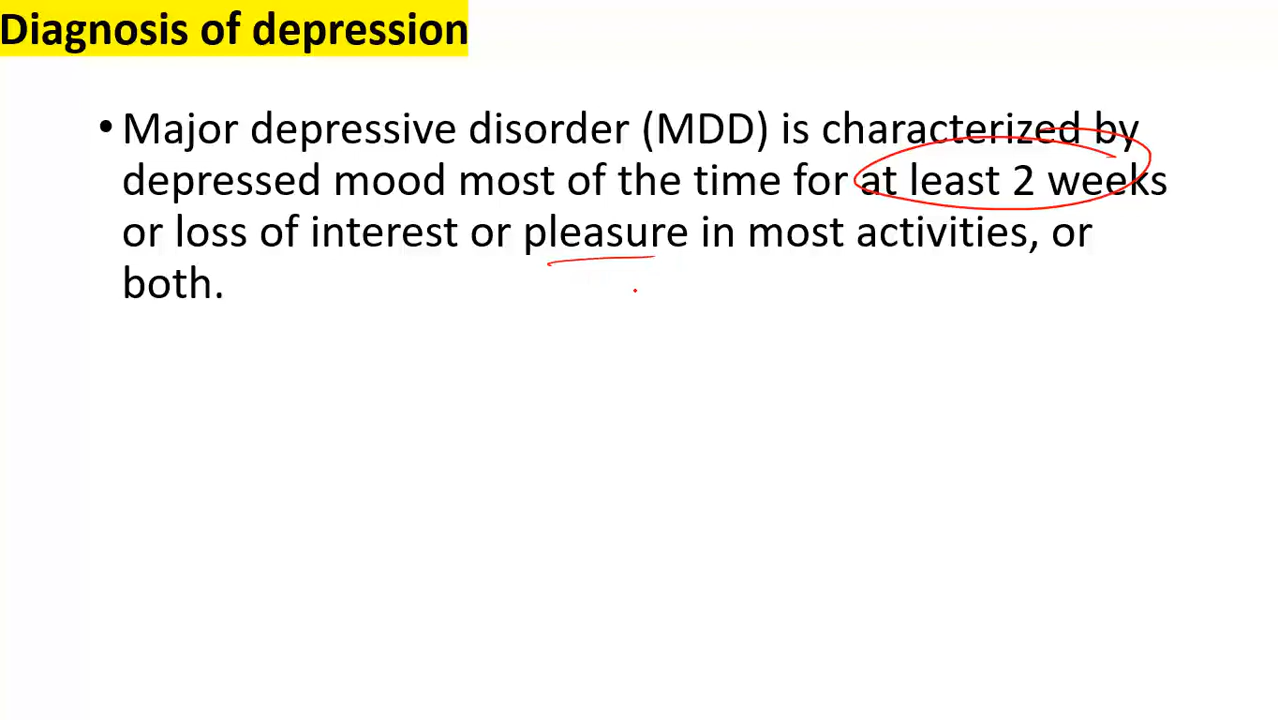 Diagnosis of depression
• Major depressive disorder (MDD) is characterized by
depressed mood most of the time for at least 2 weeks
or loss of interest or pleasure in most activities, or
both.